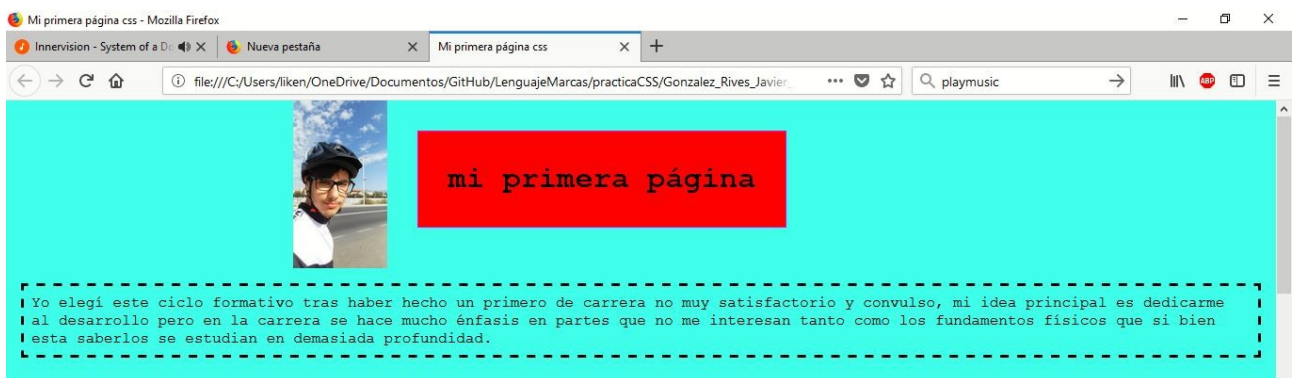 Mi primera página css - Mozilla Firefox
Innervision - System of a Do
Nueva pestaña
Mi primera página css
file:///C:/Users/liken/OneDrive/Documentos/GitHub/LenguajeMarcas/practicaCSS/Gonzalez_Rives_Javier_
playmusic
ABP
mi primera página
Yo elegí este ciclo formativo tras haber hecho un primero de carrera no muy satisfactorio y convulso, mi idea principal es dedicarme
al desarrollo pero en la carrera se hace mucho énfasis en partes que no me interesan tanto como los fundamentos físicos que si bien
esta saberlos se estudian en demasiada profundidad.